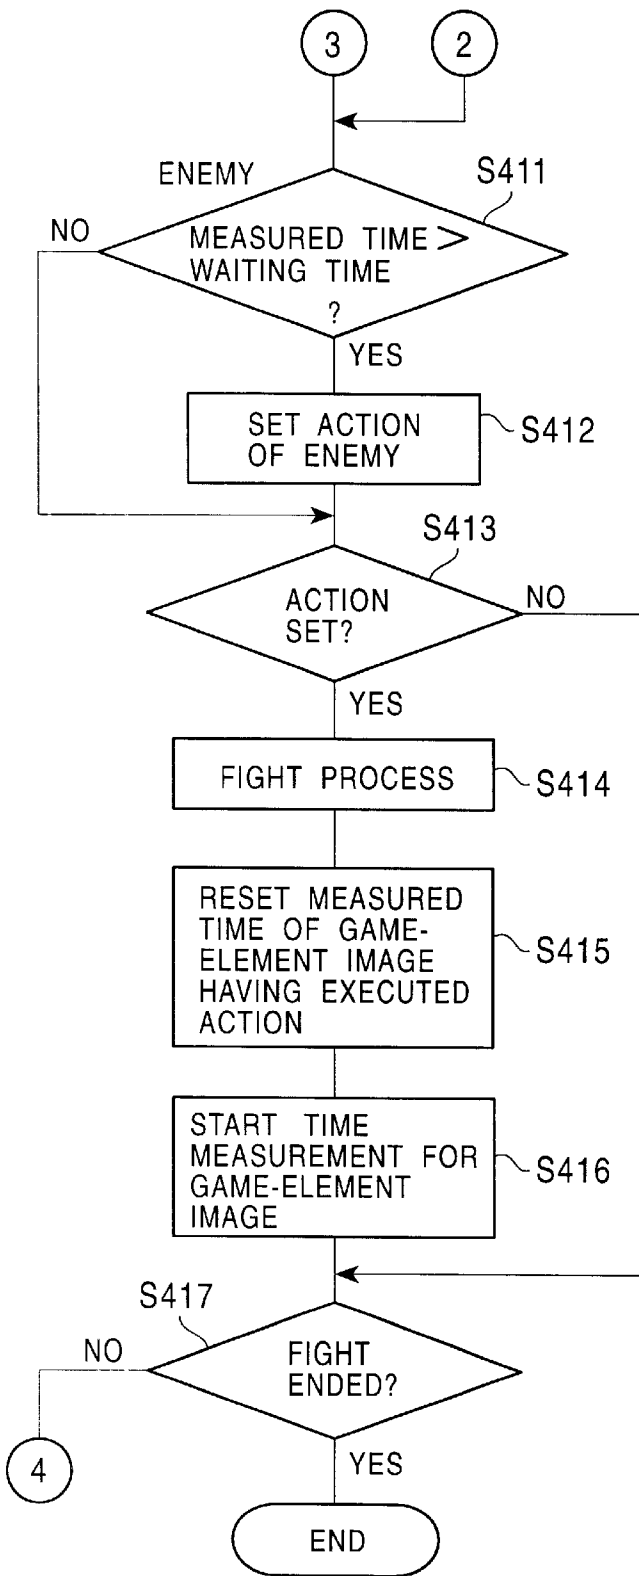 3
2
ENEMY
S411
NO
MEASURED TIME >
WAITING TIME
?
YES
SET ACTION
OF ENEMY
S412
S413
ACTION
SET?
NO
YES
FIGHT PROCESS
S414
RESET MEASURED
TIME OF GAME-
ELEMENT IMAGE
HAVING EXECUTED
ACTION
S415
START TIME
MEASUREMENT FOR
GAME-ELEMENT
IMAGE
S416
S417
NO
FIGHT
ENDED?
4
YES
END